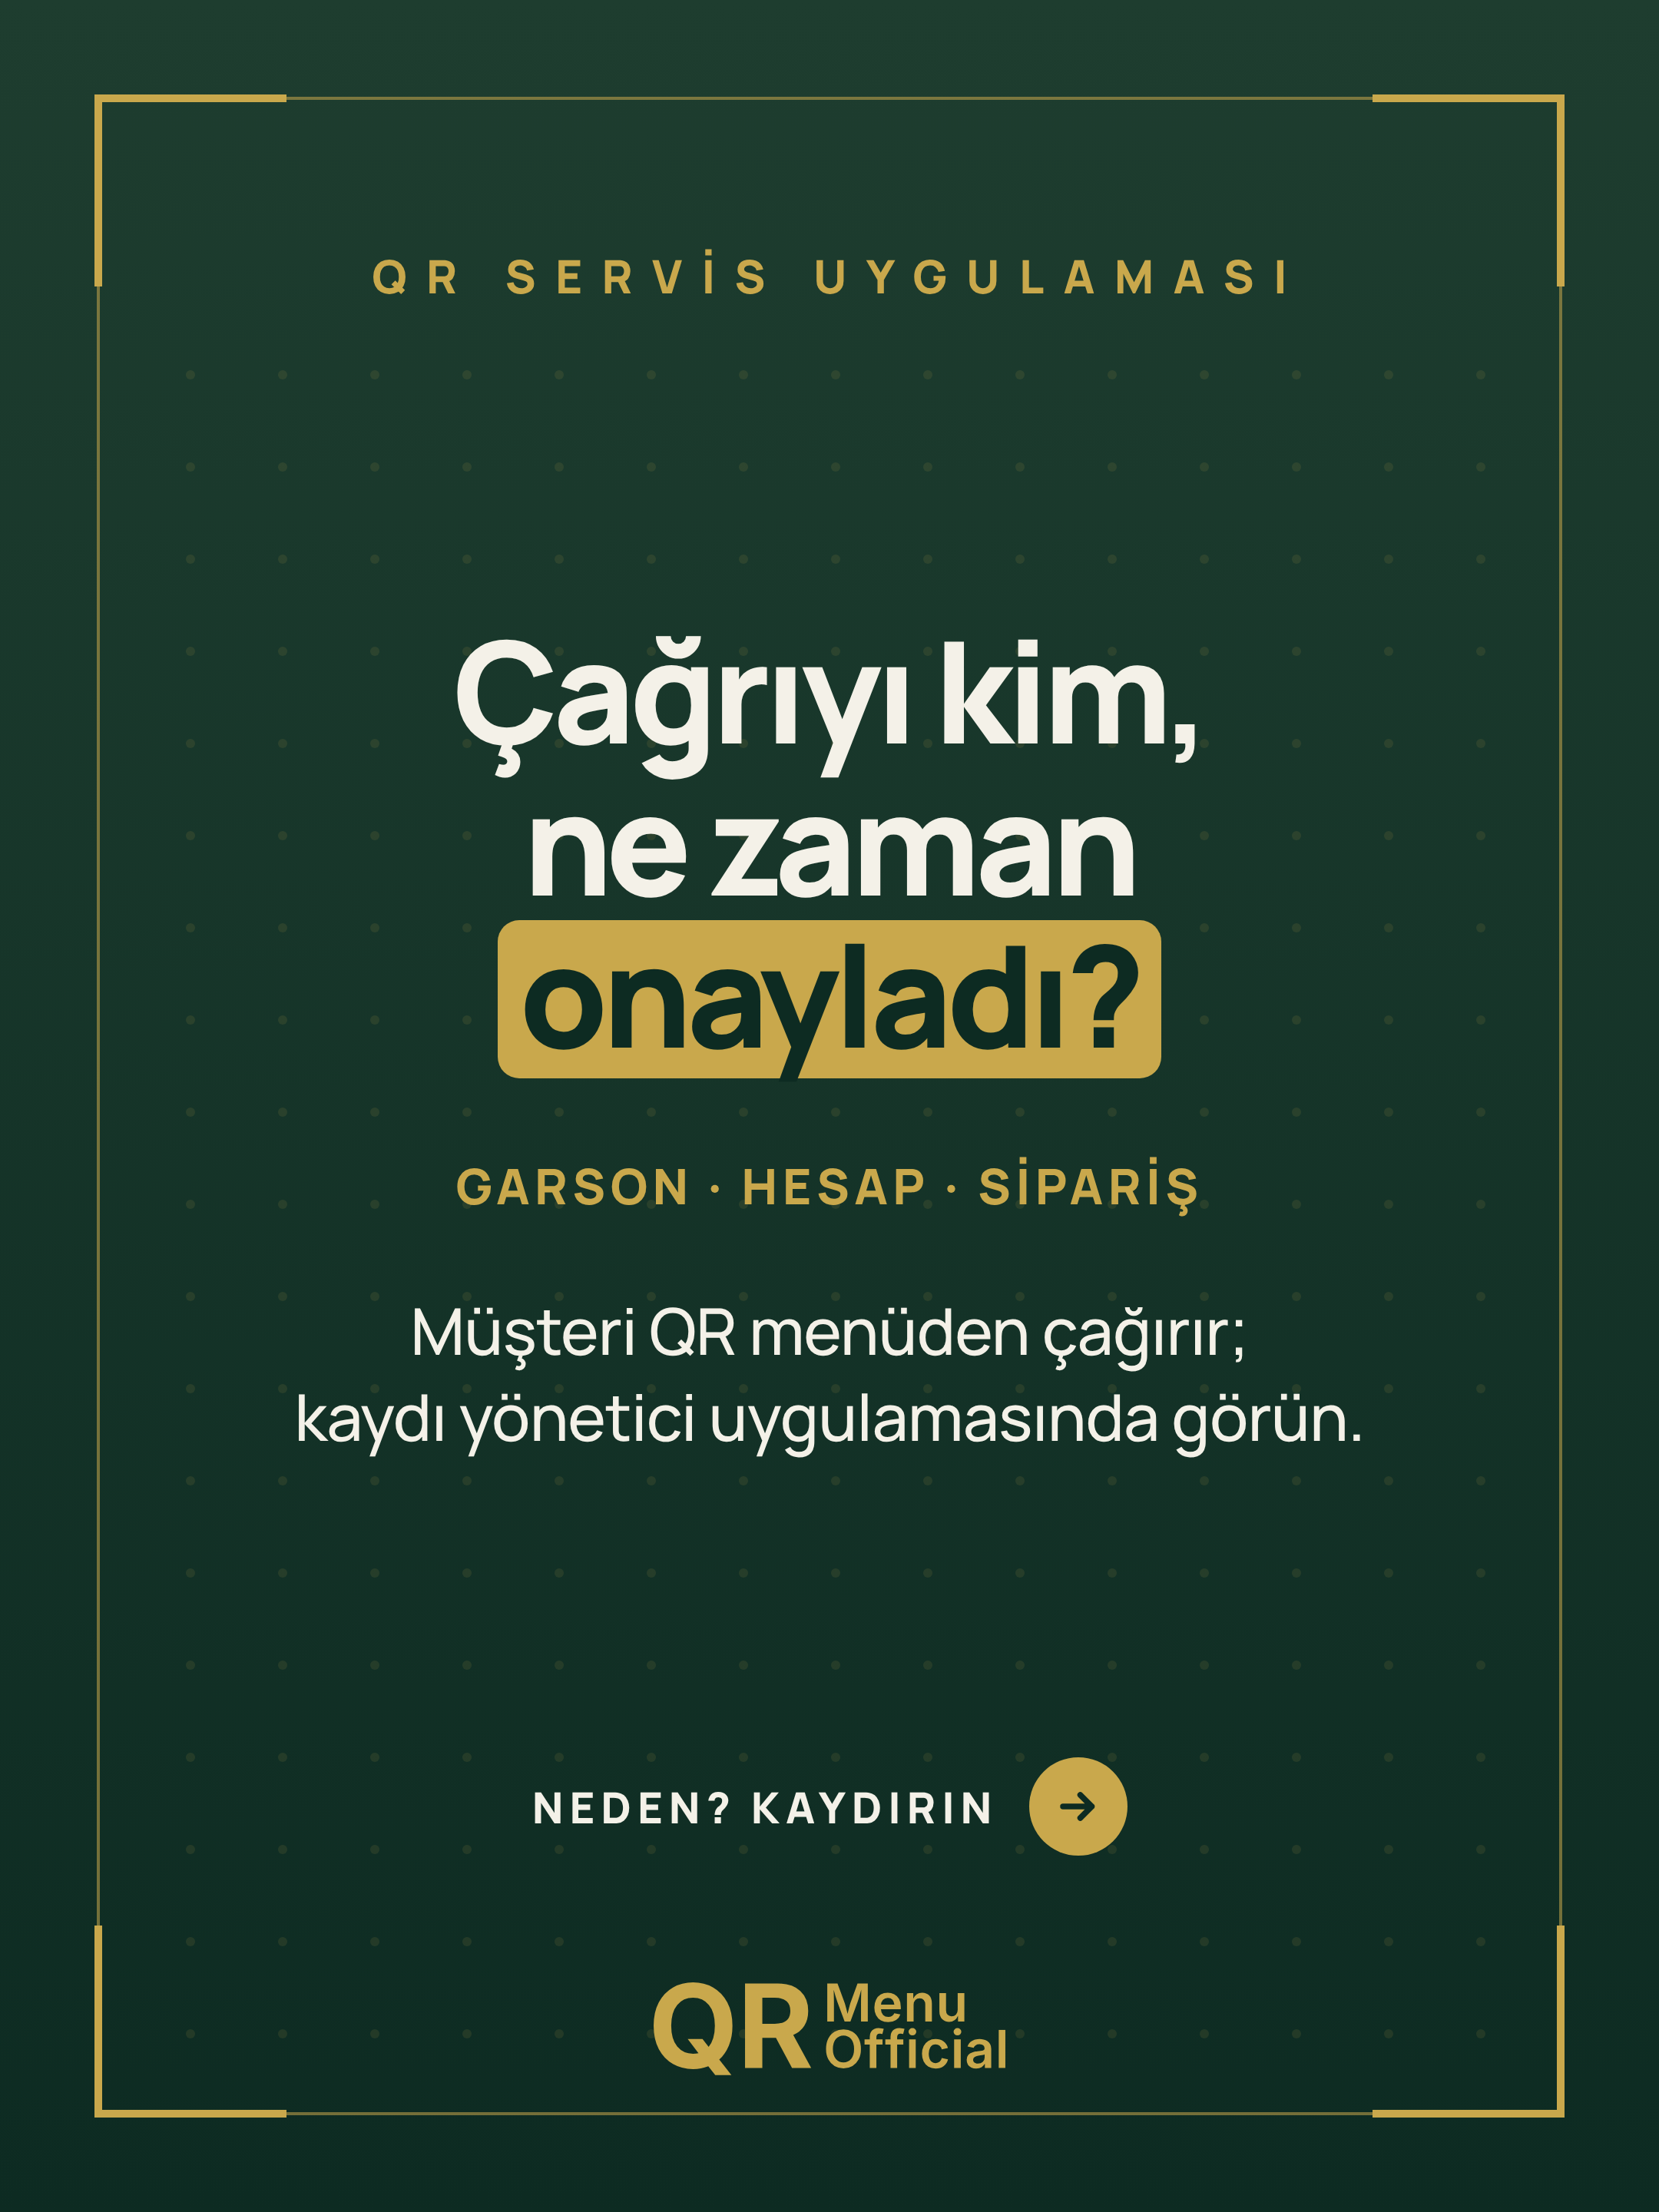 QR SERVİS UYGULAMASI
Çağrıyı kim,
ne zaman
onayladı?
GARSON · HESAP · SİPARİŞ
Müşteri QR menüden çağırır;
kaydı yönetici uygulamasında görün.
NEDEN? KAYDIRIN
QR Menu
Official